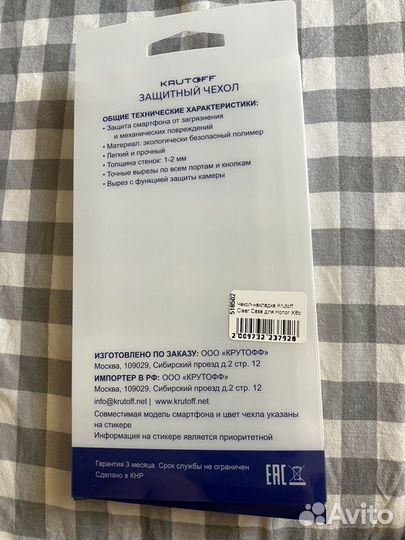 KRUTOFF
ЗАЩИТНЫЙ ЧЕХОЛ
ОБЩИЕ ТЕХНИЧЕСКИЕ ХАРАКТЕРИСТИКИ:
• Защита смартфона от загрязнения
и механических повреждений
• Материал: экологически безопасный полимер
• Легкий и прочный
• Толщина стенок: 1-2 мм
• Точные вырезы по всем портам и кнопкам
• Вырез с функцией защиты камеры
518502
Чехол-накладка Krutoff
Clear Case для Honor X8b
2 009732 237928
ИЗГОТОВЛЕНО ПО ЗАКАЗУ: ООО «КРУТОФФ»
Москва, 109029, Сибирский проезд д.2 стр. 12
ИМПОРТЕР В РФ: ООО «КРУТОФФ»
Москва, 109029, Сибирский проезд д.2 стр. 12
info@krutoff.net | www.krutoff.net
Совместимая модель смартфона и цвет чехла указаны
на стикере
Информация на стикере является приоритетной
Гарантия 3 месяца. Срок службы не ограничен
Сделано в КНР
EAC
Avito